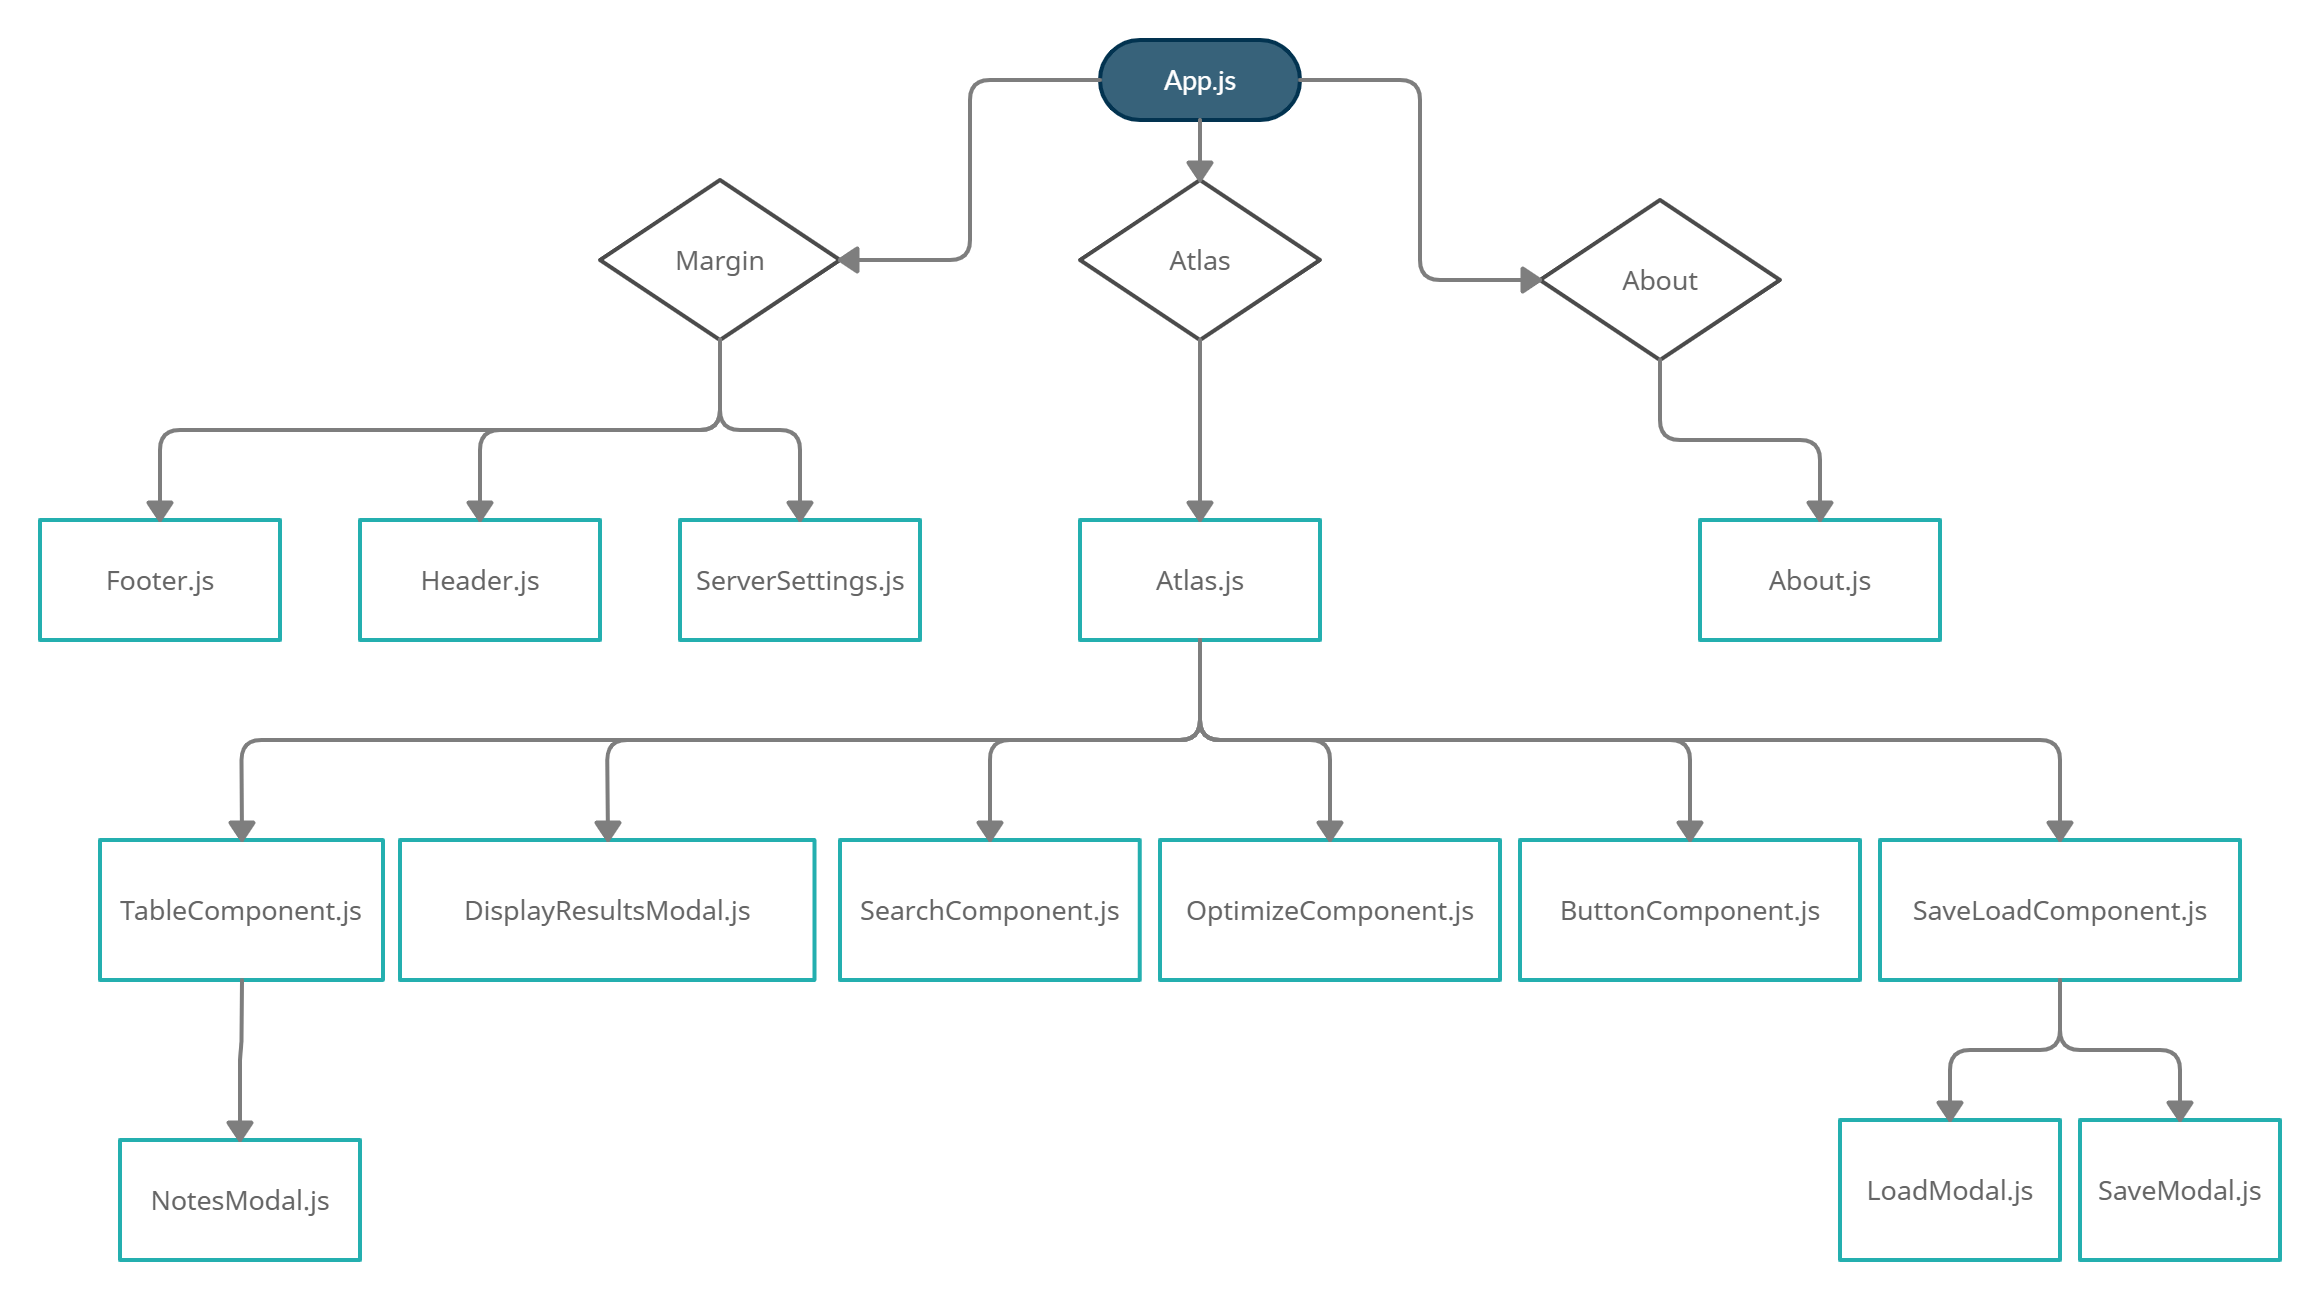 App.js
Margin
Atlas
About
Footer.js
Header.js
ServerSettings.js
Atlas.js
About.js
TableComponent.js
DisplayResultsModal.js
SearchComponent.js
OptimizeComponent.js
ButtonComponent.js
SaveLoadComponent.js
NotesModal.js
LoadModal.js
SaveModal.js